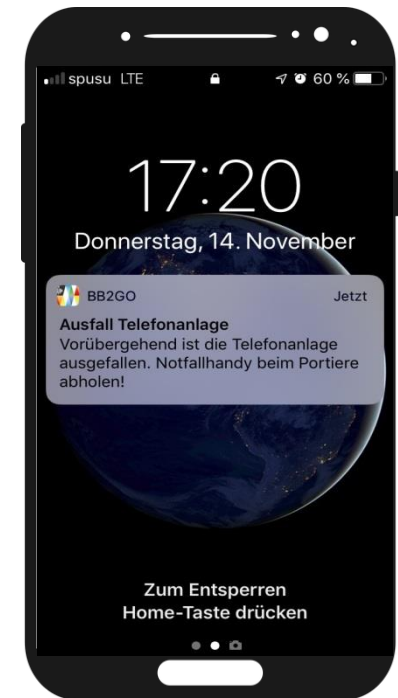 spusu LTE 60 %
17:20
Donnerstag, 14. November
BB2GO Jetzt
Ausfall Telefonanlage
Vorübergehend ist die Telefonanlage
ausgefallen. Notfallhandy beim Portiere
abholen!
Zum Entsperren
Home-Taste drücken